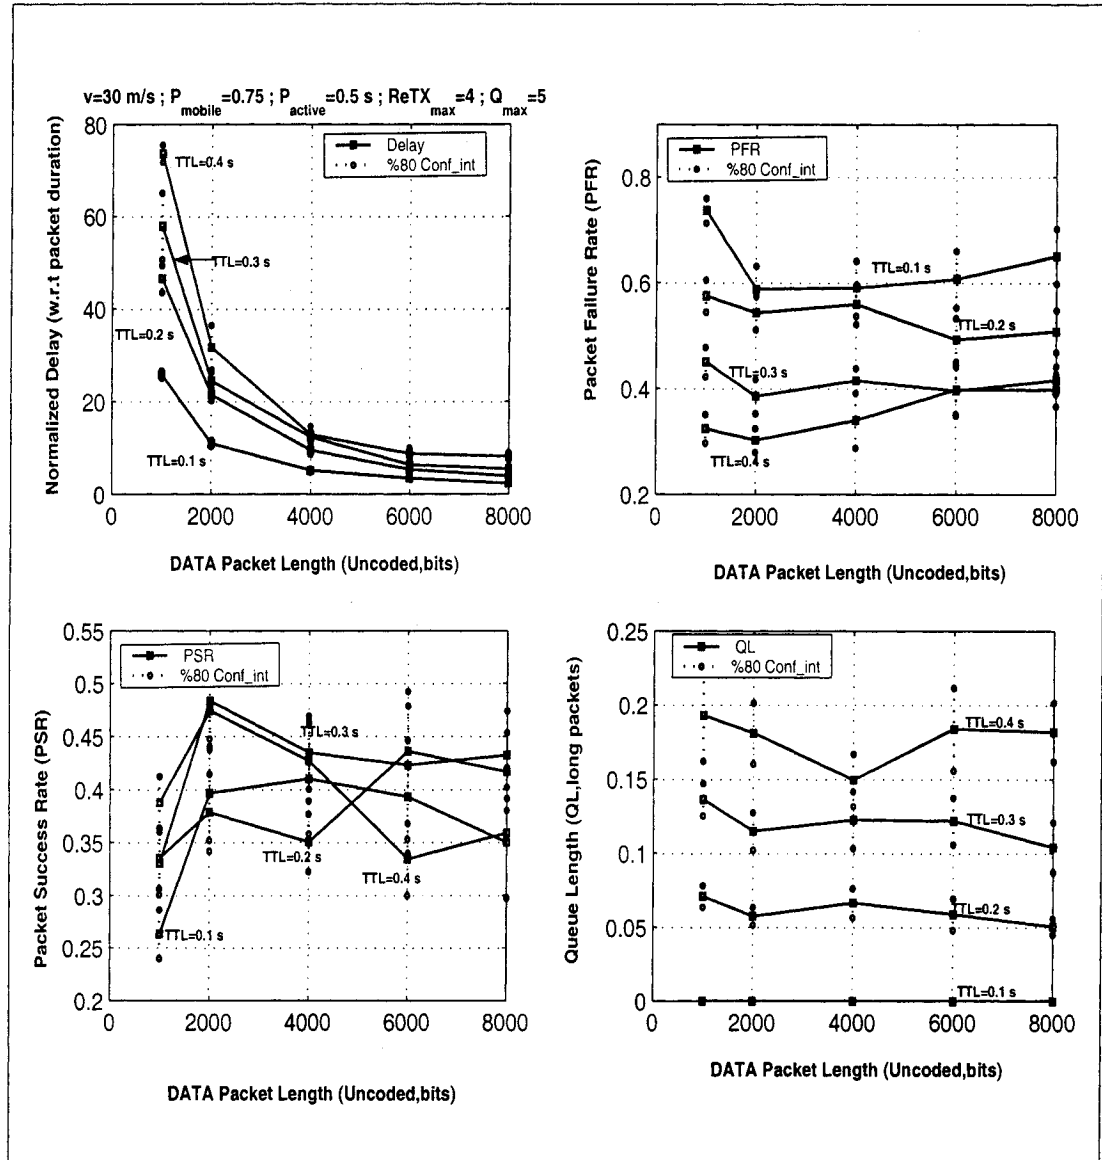 v=30 m/s ; P_mobile=0.75 ; P_active=0.5 s ; ReTX_max=4 ; Q_max=5
Normalized Delay (w.r.t packet duration)
80
60
40
20
0
Delay
%80 Conf_int
TTL=0.4 s
TTL=0.3 s
TTL=0.2 s
TTL=0.1 s
0 2000 4000 6000 8000
DATA Packet Length (Uncoded,bits)
Packet Failure Rate (PFR)
0.8
0.6
0.4
0.2
PFR
%80 Conf_int
TTL=0.1 s
TTL=0.2 s
TTL=0.3 s
TTL=0.4 s
0 2000 4000 6000 8000
DATA Packet Length (Uncoded,bits)
Packet Success Rate (PSR)
0.55
0.5
0.45
0.4
0.35
0.3
0.25
0.2
PSR
%80 Conf_int
TTL=0.3 s
TTL=0.2 s
TTL=0.4 s
TTL=0.1 s
0 2000 4000 6000 8000
DATA Packet Length (Uncoded,bits)
Queue Length (QL,long packets)
0.25
0.2
0.15
0.1
0.05
0
QL
%80 Conf_int
TTL=0.4 s
TTL=0.3 s
TTL=0.2 s
TTL=0.1 s
0 2000 4000 6000 8000
DATA Packet Length (Uncoded,bits)